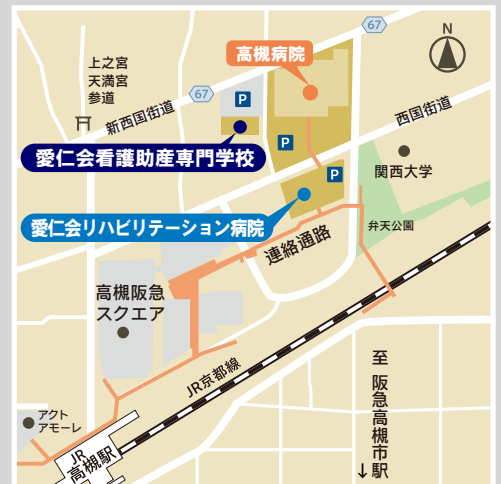 67
N
高槻病院
上之宮
天満宮
参道
67
P
新西国街道
西国街道
P
愛仁会看護助産専門学校
関西大学
P
愛仁会リハビリテーション病院
弁天公園
連絡通路
高槻阪急
スクエア
JR京都線
至 阪急高槻市駅
アクト
アモーレ
JR
高槻駅